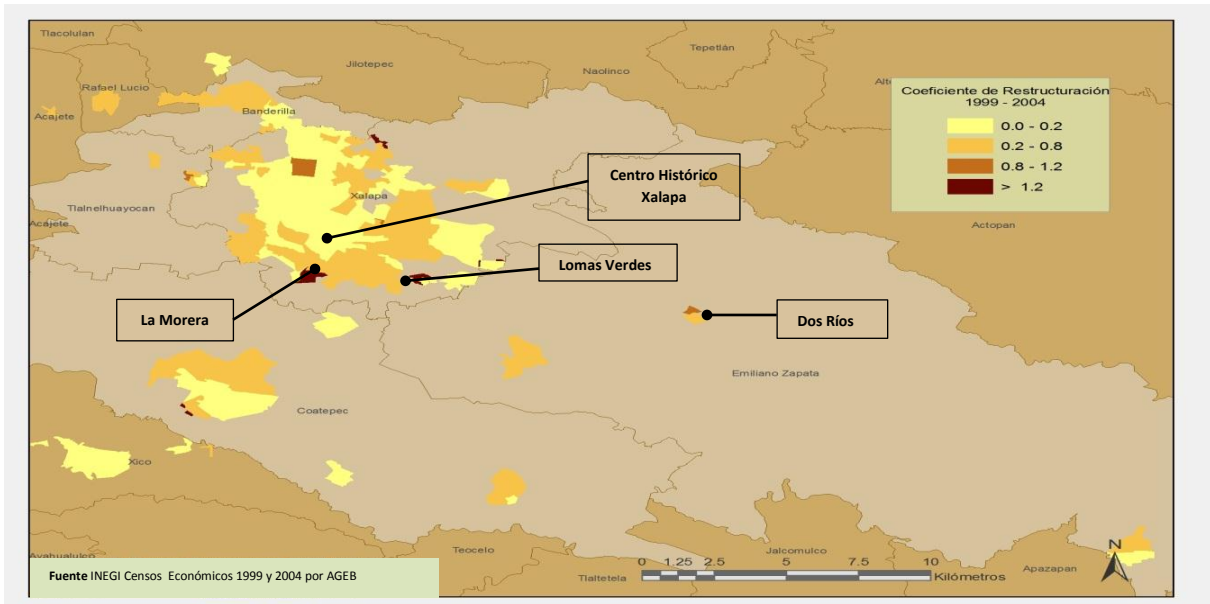 Tlacolulan
Tepetlán
Jilotepec
Naolinco
Alto
Rafael Lucio
Coeficiente de Restructuración
1999 - 2004
0.0 - 0.2
0.2 - 0.8
0.8 - 1.2
> 1.2
Acajete
Banderilla
Centro Histórico
Xalapa
Xalapa
Tlalnelhuayocan
Acajete
Actopan
Lomas Verdes
La Morera
Dos Ríos
Emiliano Zapata
Coatepec
Xico
N
Teocelo
Jalcomulco
Ayahualulco
0 1.25 2.5 5 7.5 10
Kilómetros
Apazapan
Fuente INEGI Censos Económicos 1999 y 2004 por AGEB
Tlaltetela